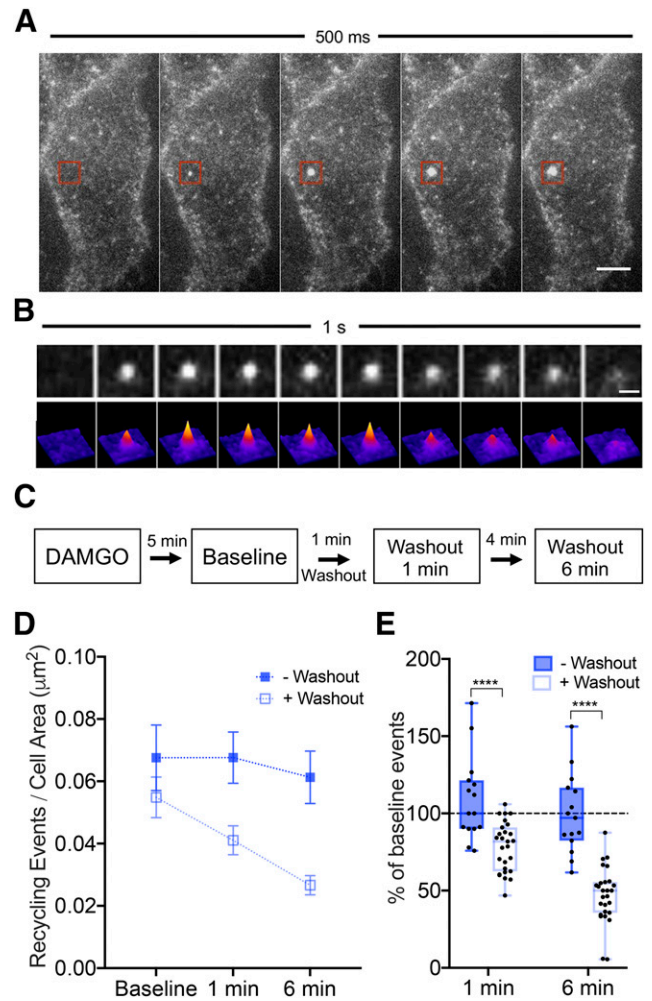 A
500 ms
B
1 s
C
DAMGO
5 min
Baseline
1 min
Washout
Washout
1 min
4 min
Washout
6 min
D
E
Recycling Events / Cell Area (μm²)
0.10
0.08
0.06
0.04
0.02
0.00
- Washout
+ Washout
Baseline
1 min
6 min
% of baseline events
200
150
100
50
0
- Washout
+ Washout
****
****
1 min
6 min